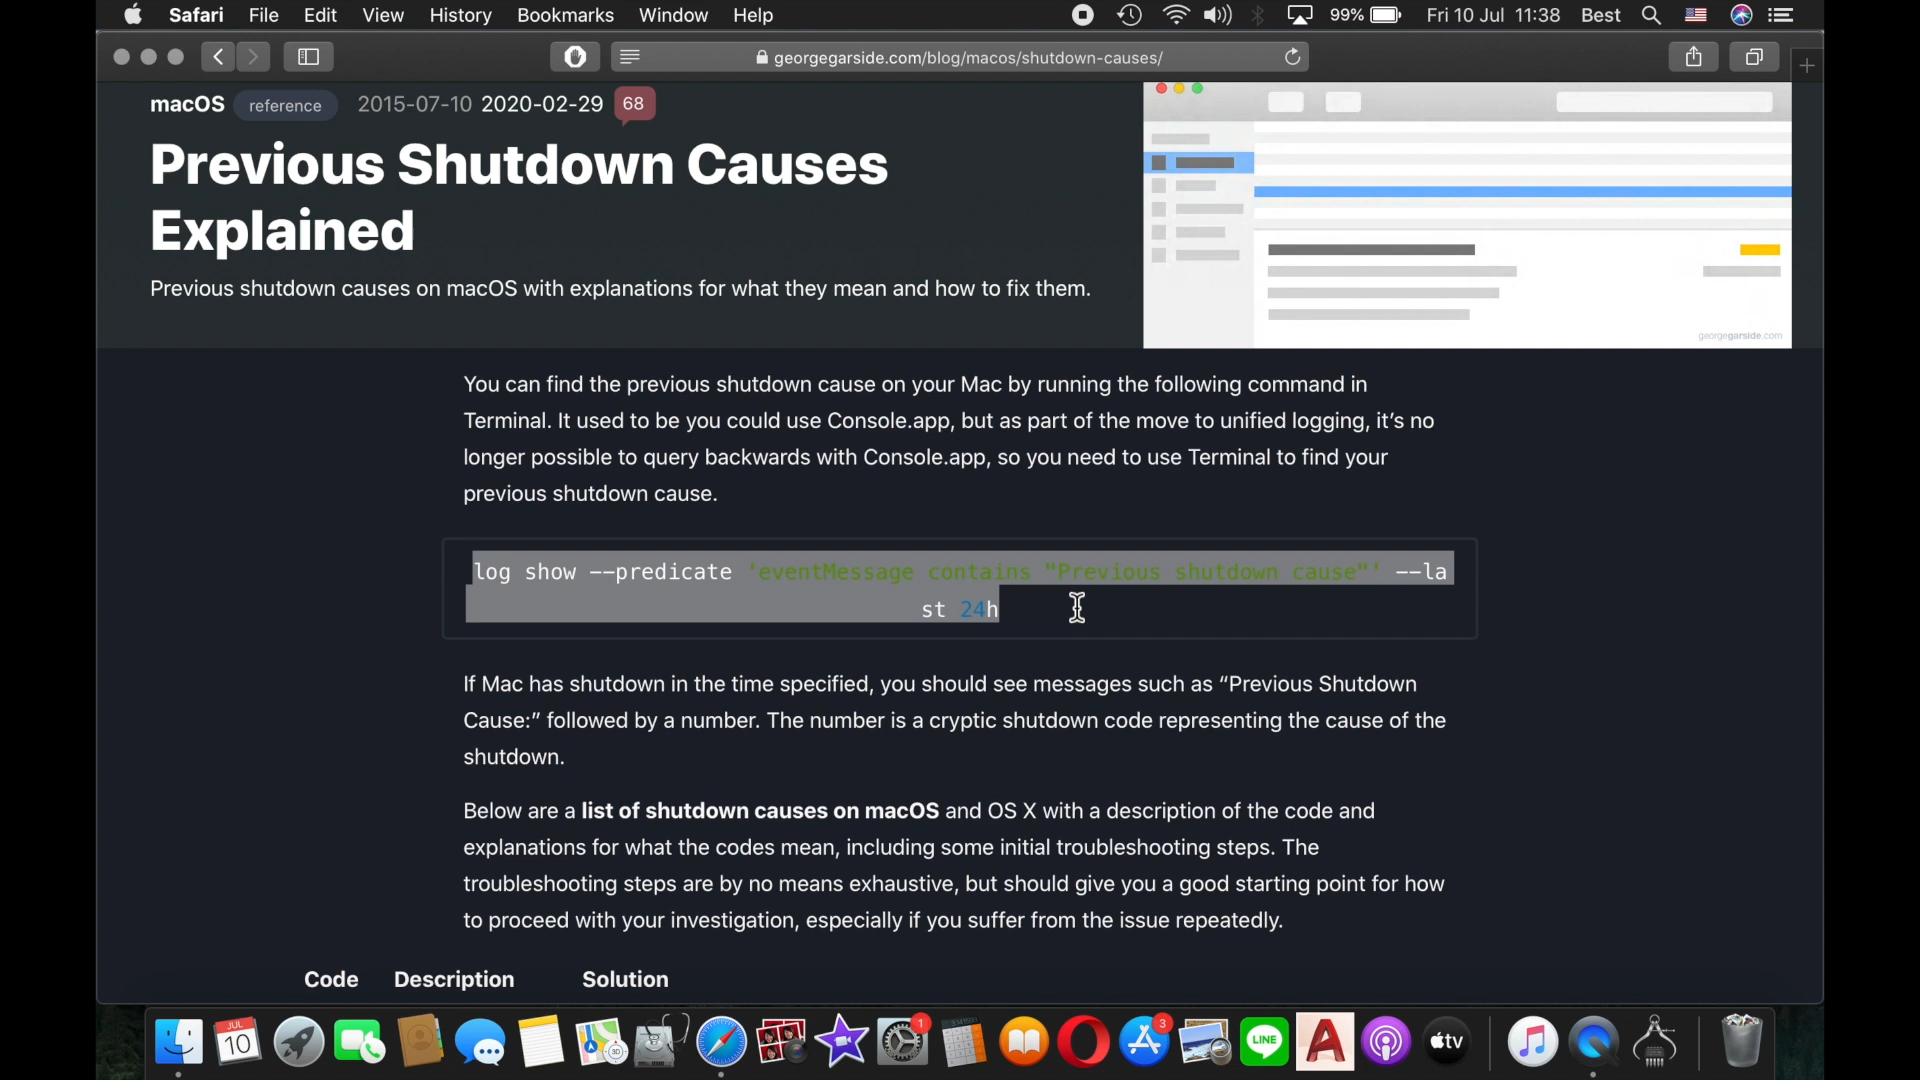 Safari File Edit View History Bookmarks Window Help 99% Fri 10 Jul 11:38 Best
georgegarside.com/blog/macos/shutdown-causes/
macOS reference 2015-07-10 2020-02-29 68
Previous Shutdown Causes
Explained
Previous shutdown causes on macOS with explanations for what they mean and how to fix them.
georgegarside.com
You can find the previous shutdown cause on your Mac by running the following command in
Terminal. It used to be you could use Console.app, but as part of the move to unified logging, it’s no
longer possible to query backwards with Console.app, so you need to use Terminal to find your
previous shutdown cause.
log show --predicate 'eventMessage contains "Previous shutdown cause"' --la
st 24h
If Mac has shutdown in the time specified, you should see messages such as “Previous Shutdown
Cause:” followed by a number. The number is a cryptic shutdown code representing the cause of the
shutdown.
Below are a list of shutdown causes on macOS and OS X with a description of the code and
explanations for what the codes mean, including some initial troubleshooting steps. The
troubleshooting steps are by no means exhaustive, but should give you a good starting point for how
to proceed with your investigation, especially if you suffer from the issue repeatedly.
Code Description Solution
JUL
10
3D
1
3
LINE
tv